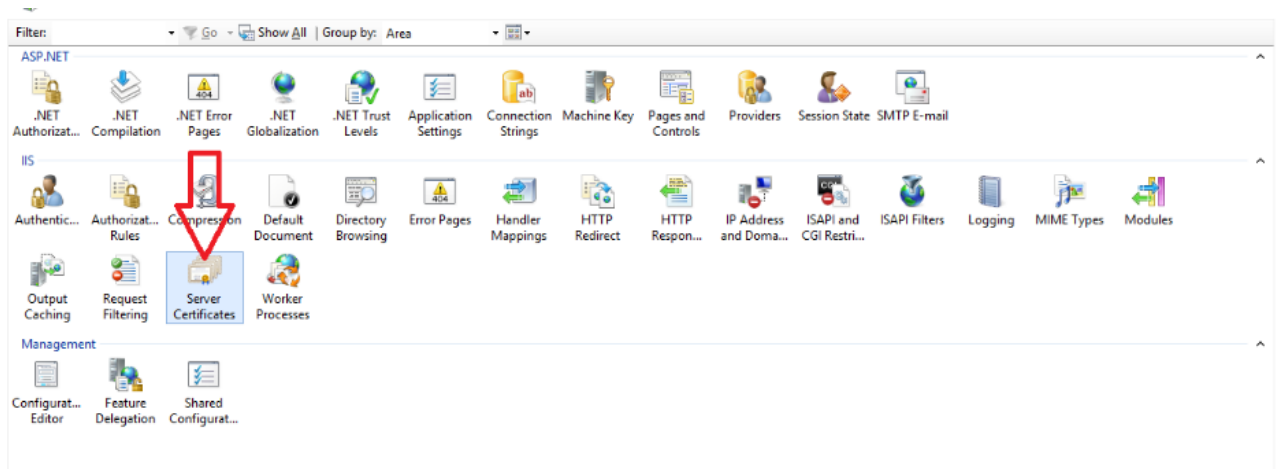 Filter: Go Show All Group by: Area
ASP.NET
.NET Authorizat...
.NET Compilation
.NET Error Pages
.NET Globalization
.NET Trust Levels
Application Settings
Connection Strings
Machine Key
Pages and Controls
Providers
Session State
SMTP E-mail
IIS
Authentic...
Authorizat... Rules
Compression
Default Document
Directory Browsing
Error Pages
Handler Mappings
HTTP Redirect
HTTP Respon...
IP Address and Doma...
ISAPI and CGI Restri...
ISAPI Filters
Logging
MIME Types
Modules
Output Caching
Request Filtering
Server Certificates
Worker Processes
Management
Configurat... Editor
Feature Delegation
Shared Configurat...